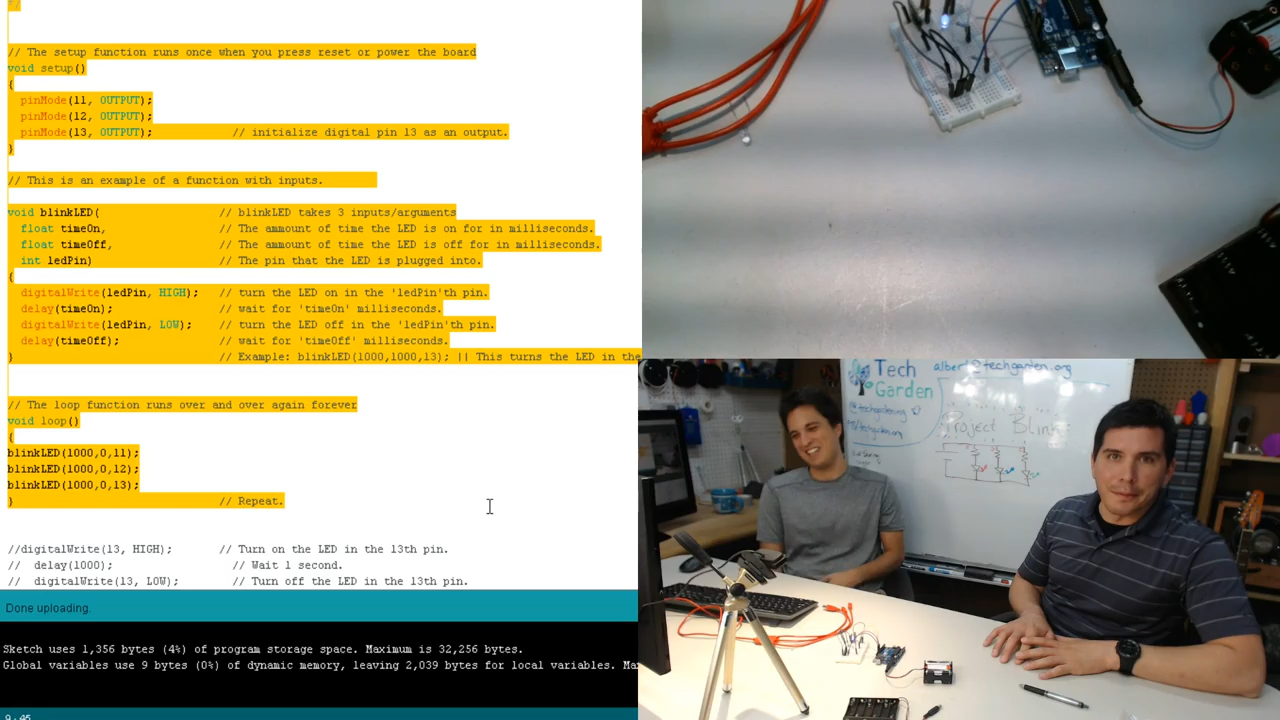 // The setup function runs once when you press reset or power the board
void setup()
{
pinMode(11, OUTPUT);
pinMode(12, OUTPUT);
pinMode(13, OUTPUT); // initialize digital pin 13 as an output.
}
// This is an example of a function with inputs.
void blinkLED( // blinkLED takes 3 inputs/arguments
float timeOn, // The ammount of time the LED is on for in milliseconds.
float timeOff, // The ammount of time the LED is off for in milliseconds.
int ledPin) // The pin that the LED is plugged into.
{
digitalWrite(ledPin, HIGH); // turn the LED on in the 'ledPin'th pin.
delay(timeOn); // wait for 'timeOn' milliseconds.
digitalWrite(ledPin, LOW); // turn the LED off in the 'ledPin'th pin.
delay(timeOff); // wait for 'timeOff' milliseconds.
} // Example: blinkLED(1000,1000,13); || This turns the LED in the
// The loop function runs over and over again forever
void loop()
{
blinkLED(1000,0,11);
blinkLED(1000,0,12);
blinkLED(1000,0,13);
} // Repeat.
//digitalWrite(13, HIGH); // Turn on the LED in the 13th pin.
// delay(1000); // Wait 1 second.
// digitalWrite(13, LOW); // Turn off the LED in the 13th pin.
Done uploading.
Sketch uses 1,356 bytes (4%) of program storage space. Maximum is 32,256 bytes.
Global variables use 9 bytes (0%) of dynamic memory, leaving 2,039 bytes for local variables. Ma
Tech
Garden
albert@techgarden.org
Project Blink